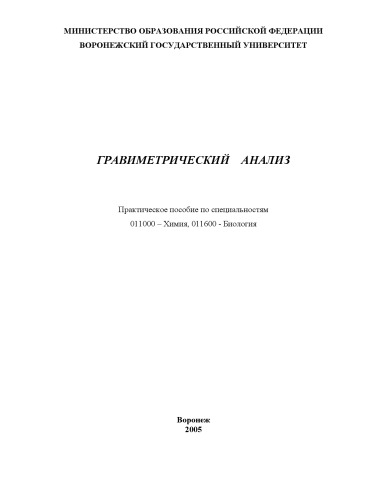 МИНИСТЕРСТВО ОБРАЗОВАНИЯ РОССИЙСКОЙ ФЕДЕРАЦИИ
ВОРОНЕЖСКИЙ ГОСУДАРСТВЕННЫЙ УНИВЕРСИТЕТ
ГРАВИМЕТРИЧЕСКИЙ АНАЛИЗ
Практическое пособие по специальностям
011000 – Химия, 011600 - Биология
Воронеж
2005